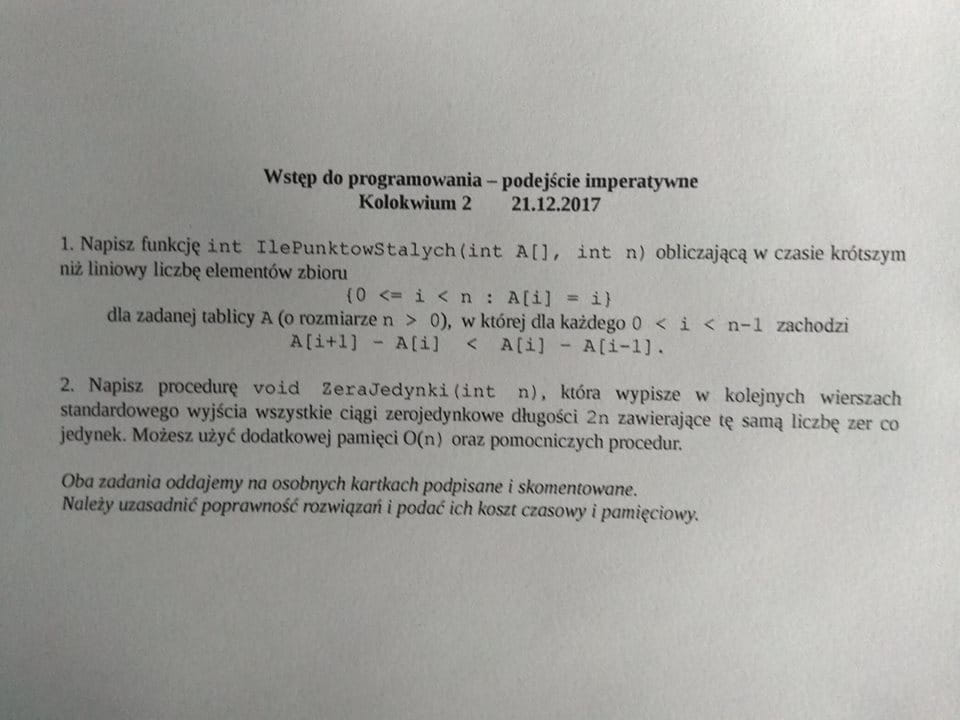 Wstęp do programowania – podejście imperatywne
Kolokwium 2 21.12.2017
1. Napisz funkcję int IlePunktowStalych(int A[], int n) obliczającą w czasie krótszym
niż liniowy liczbę elementów zbioru
{0 <= i < n : A[i] = i}
dla zadanej tablicy A (o rozmiarze n > 0), w której dla każdego 0 < i < n-1 zachodzi
A[i+1] - A[i] < A[i] - A[i-1].
2. Napisz procedurę void ZeraJedynki(int n), która wypisze w kolejnych wierszach
standardowego wyjścia wszystkie ciągi zerojedynkowe długości 2n zawierające tę samą liczbę zer co
jedynek. Możesz użyć dodatkowej pamięci O(n) oraz pomocniczych procedur.
Oba zadania oddajemy na osobnych kartkach podpisane i skomentowane.
Należy uzasadnić poprawność rozwiązań i podać ich koszt czasowy i pamięciowy.